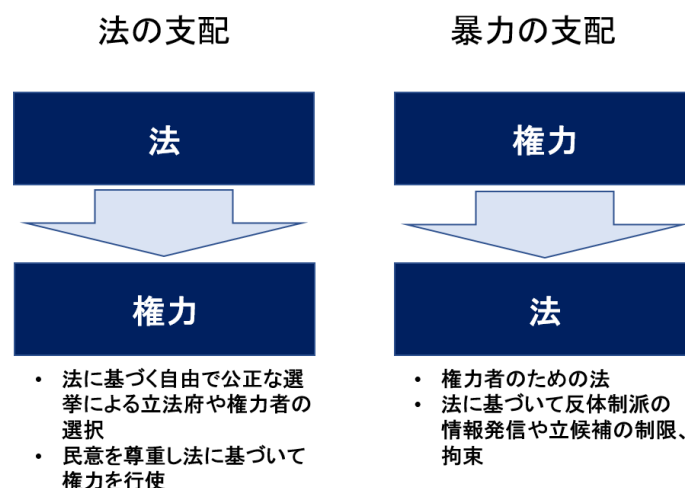 法の支配
法
権力
・ 法に基づく自由で公正な選
挙による立法府や権力者の
選択
・ 民意を尊重し法に基づいて
権力を行使
暴力の支配
権力
法
・ 権力者のための法
・ 法に基づいて反体制派の
情報発信や立候補の制限、
拘束